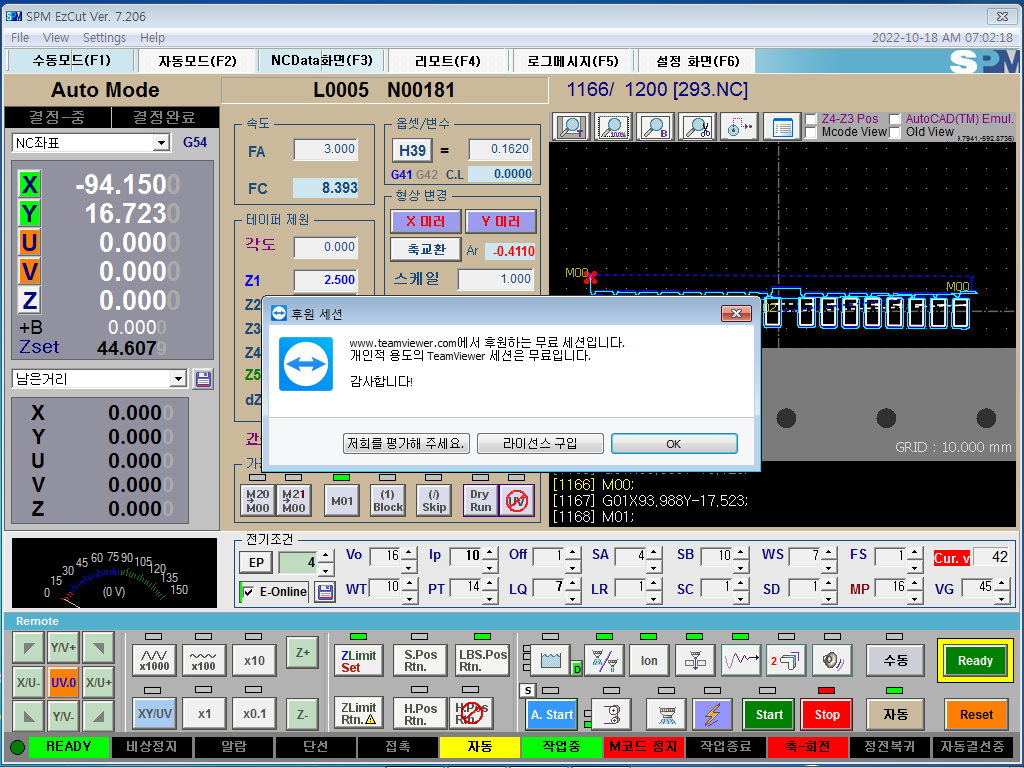 SPM EzCut Ver. 7.206
File View Settings Help
2022-10-18 AM 07:02:18
수동모드(F1) 자동모드(F2) NCData화면(F3) 리모트(F4) 로그메시지(F5) 설정 화면(F6)
SPM
Auto Mode
L0005 N00181
1166/ 1200 [293.NC]
결정-중 결정완료
NC좌표 G54
X -94.1500
Y 16.7230
U 0.0000
V 0.0000
Z 0.0000
+B 0.0000
Zset 44.6079
남은거리
X 0.0000
Y 0.0000
U 0.0000
V 0.0000
Z 0.0000
속도
FA 3.000
FC 8.393
옵셋/변수
H39 = 0.1620
G41 G42 C.L 0.0000
테이퍼 제원
각도 0.000
Z1 2.500
Z2
Z3
Z4
Z5
dZ
형상 변경
X 미러 Y 미러
축교환 Ar -0.4110
스케일 1.000
Z4-Z3 Pos AutoCAD(TM) Emul.
Mcode View Old View
T 100% B
M00
M00
GRID : 10.000 mm
[1166] M00;
[1167] G01X93,988Y-17,523;
[1168] M01;
후원 세션
www.teamviewer.com에서 후원하는 무료 세션입니다.
개인적 용도의 TeamViewer 세션은 무료입니다.
감사합니다!
저희를 평가해 주세요. 라이선스 구입 OK
M20 M00
M21 M00
M01
(1) Block
(/) Skip
Dry Run
UV
0 15 30 45 60 75 90 105 120 135 150
(0 V)
전기조건
EP 4
E-Online
Vo 16 Ip 10 Off 1 SA 4 SB 10 WS 7 FS 1 Cur. v 42
WT 10 PT 14 LQ 7 LR 1 SC 1 SD 1 MP 16 VG 45
Remote
Y/V+
X/U- UV.0 X/U+
Y/V-
x1000 x100 x10 Z+
XY/UV x1 x0.1 Z-
ZLimit Set
S.Pos Rtn.
LBS.Pos Rtn.
ZLimit Rtn.
H.Pos Rtn.
D Ion 2 수동 Ready
S A. Start Start Stop 자동 Reset
READY 비상정지 알람 단선 접촉 자동 작업중 M코드 정지 작업종료 축-회전 정전복귀 자동결선중